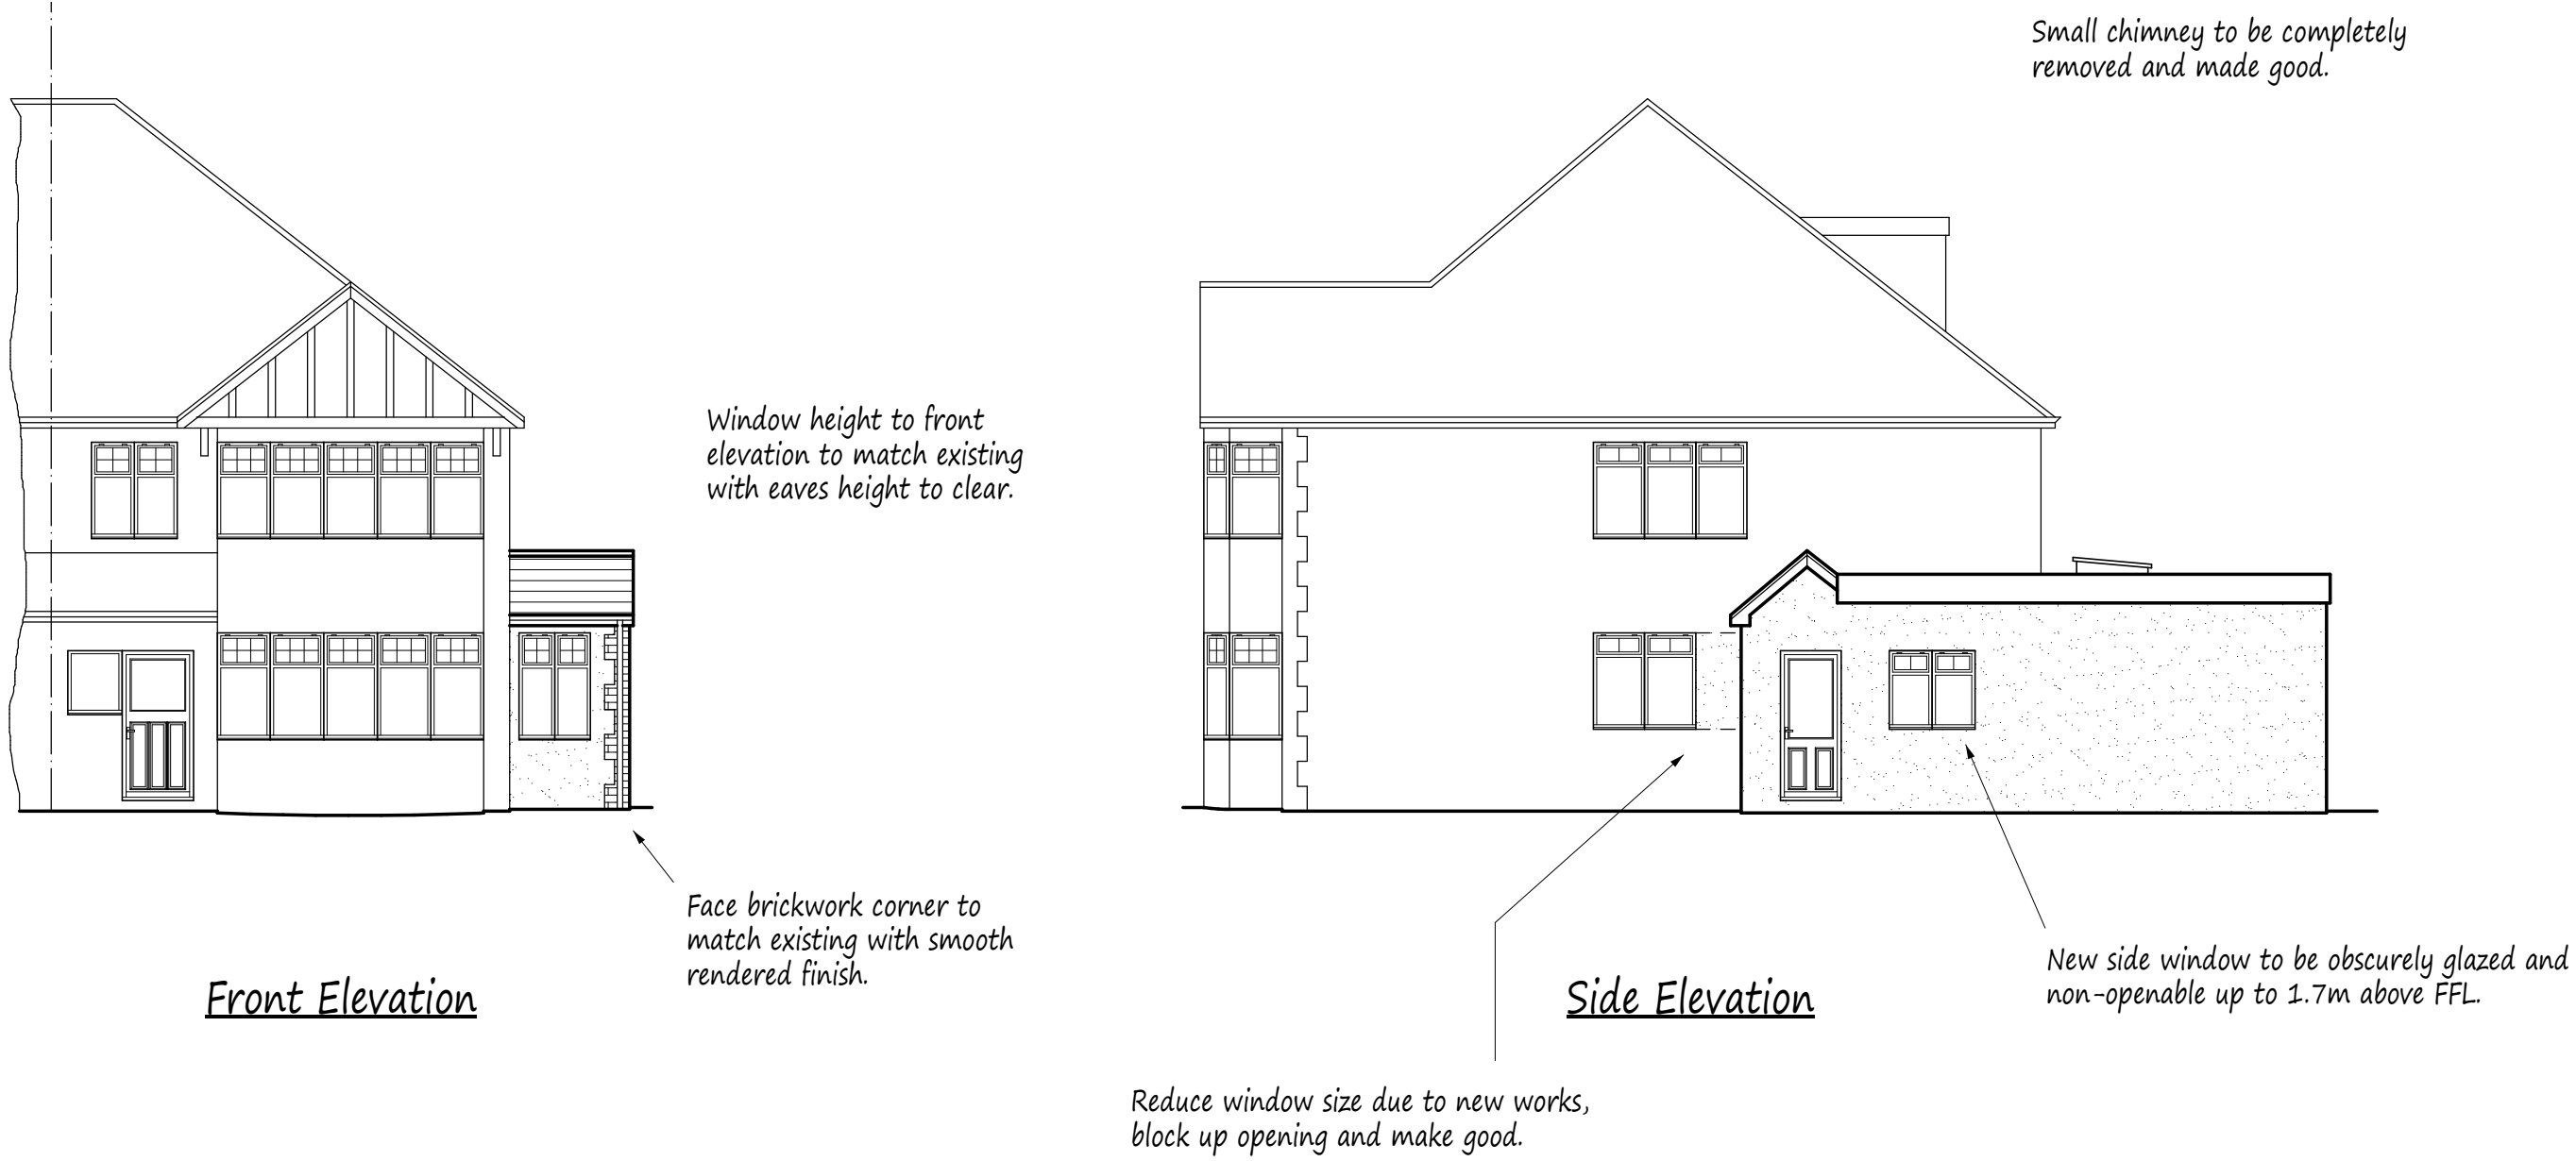 Small chimney to be completely
removed and made good.
Window height to front
elevation to match existing
with eaves height to clear.
Face brickwork corner to
match existing with smooth
rendered finish.
Front Elevation
Side Elevation
New side window to be obscurely glazed and
non-openable up to 1.7m above FFL.
Reduce window size due to new works,
block up opening and make good.